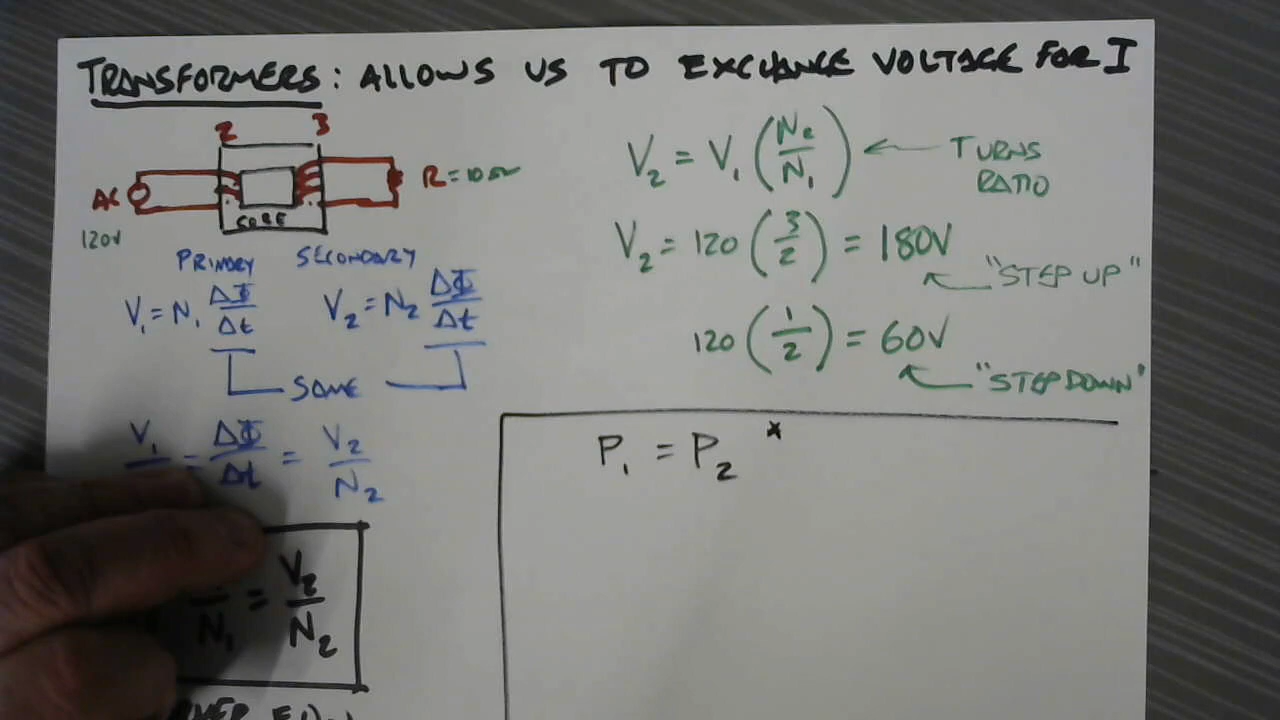 TRANSFORMERS: ALLOWS US TO EXCHANGE VOLTAGE FOR I
2 3
AC
120V
CORE
R = 10Ω
PRIMARY SECONDARY
V₁ = N₁ ΔΦ/Δt V₂ = N₂ ΔΦ/Δt
SAME
V₁ = ΔΦ/Δt = V₂/N₂
N₁ = V₂/N₂
V₂ = V₁ (N₂/N₁) ← TURNS
RATIO
V₂ = 120 (3/2) = 180V
"STEP UP"
120 (1/2) = 60V
"STEP DOWN"
P₁ = P₂ *